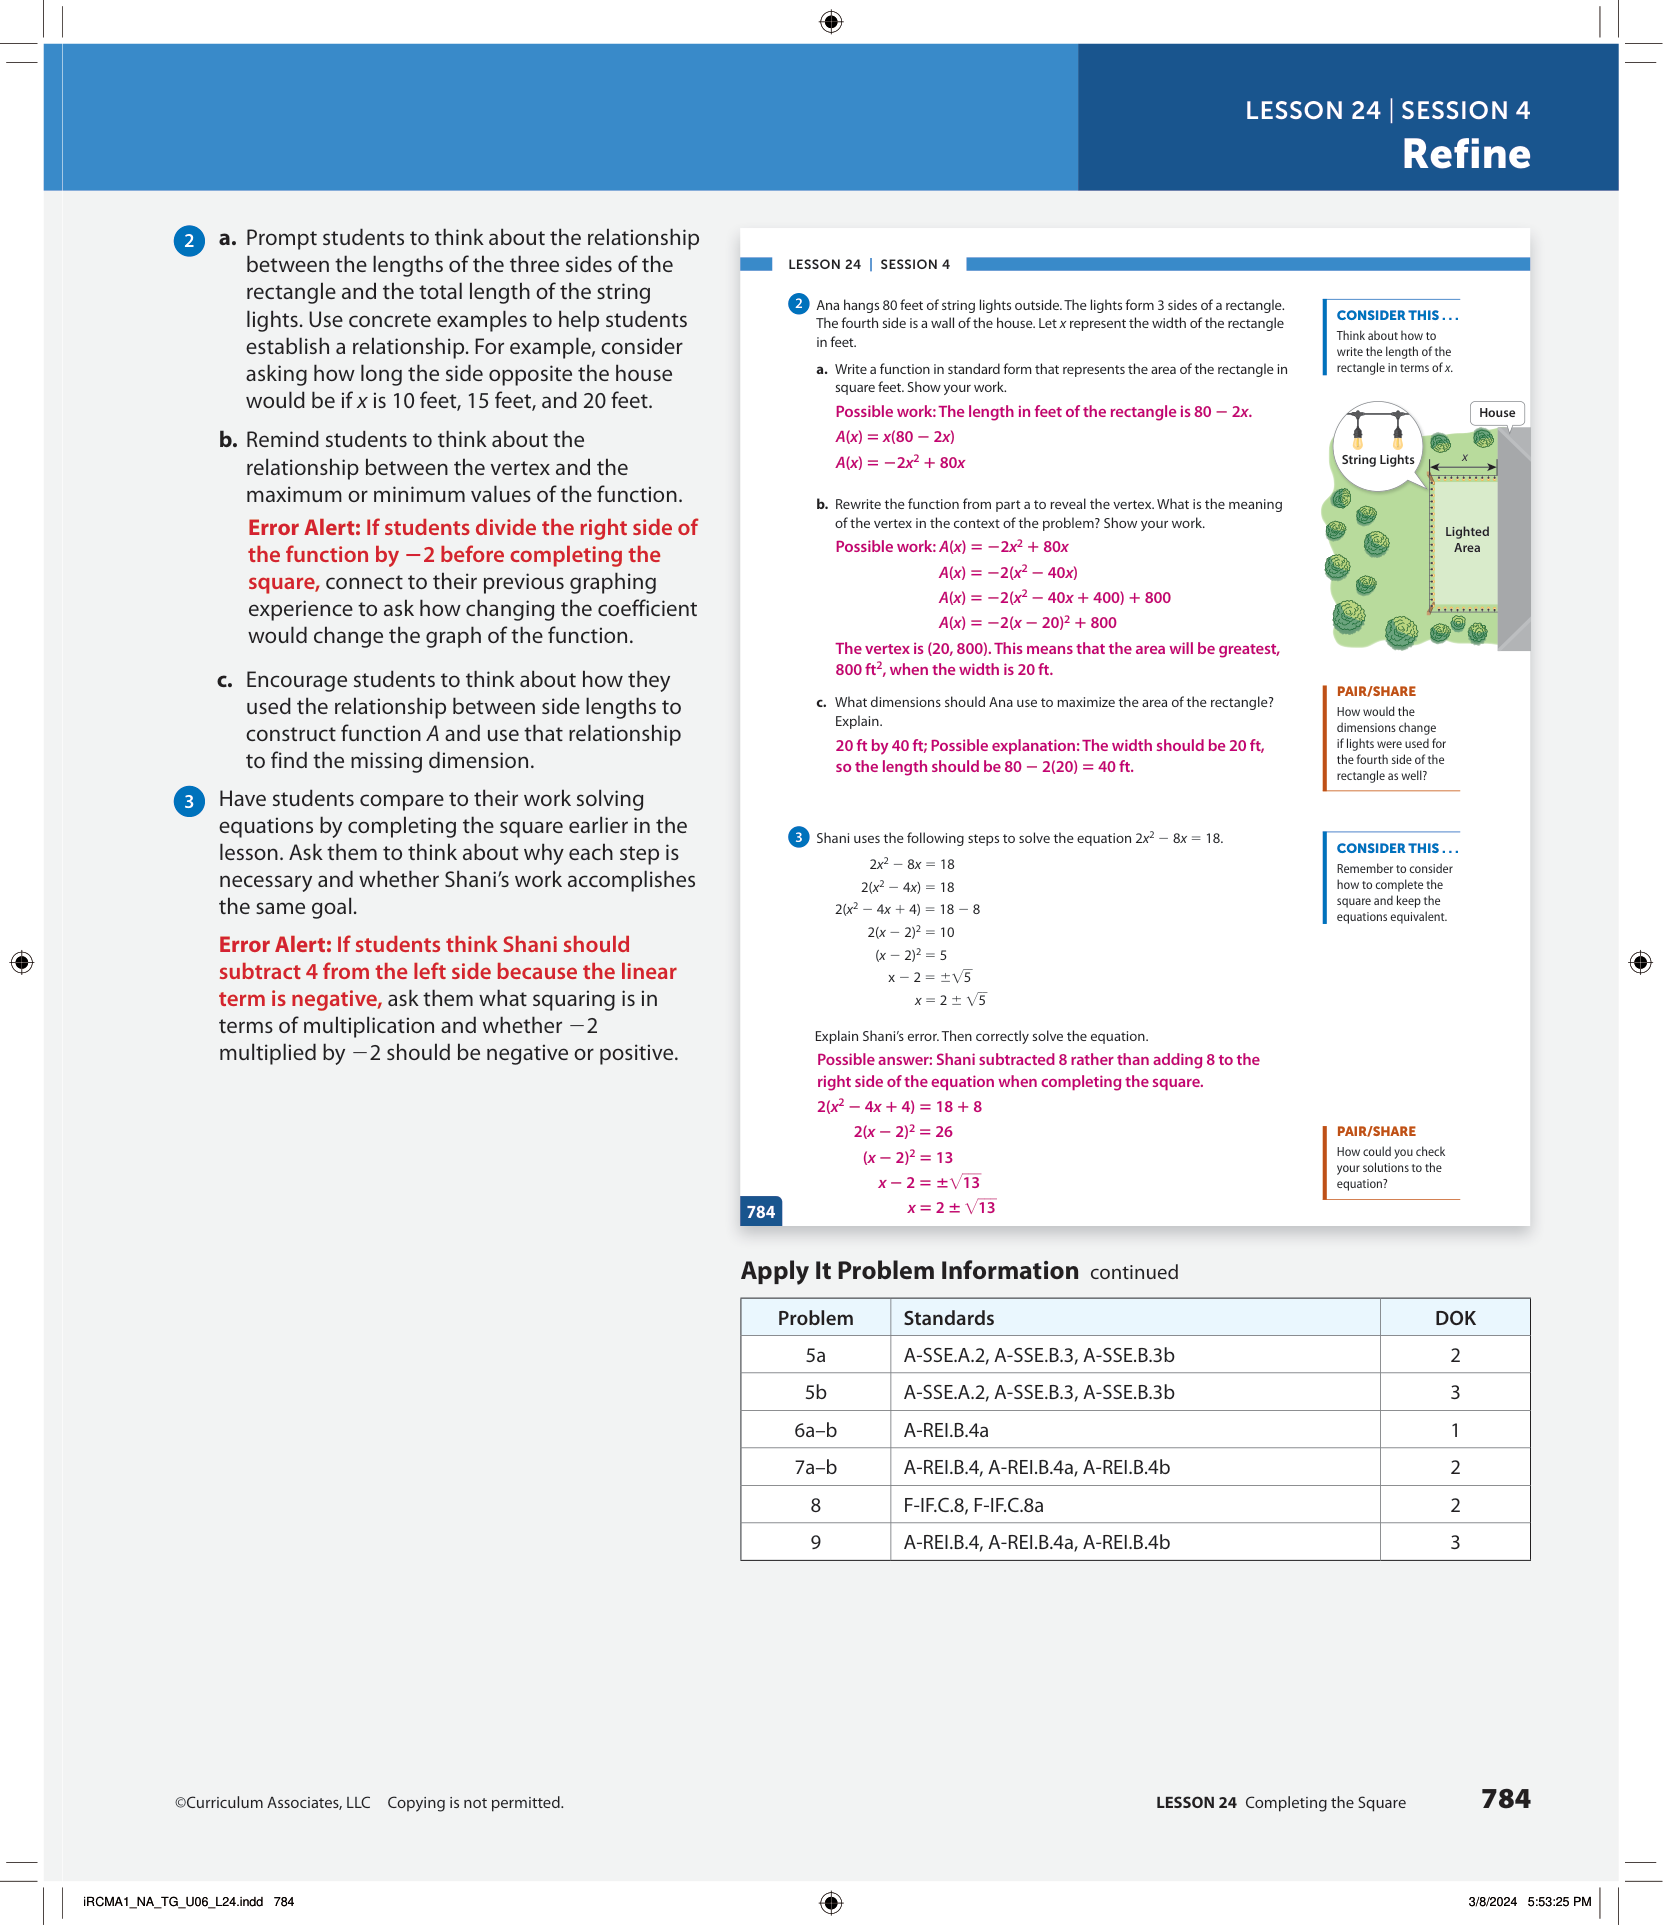 LESSON 24 | SESSION 4
Refine
2 a. Prompt students to think about the relationship
between the lengths of the three sides of the
rectangle and the total length of the string
lights. Use concrete examples to help students
establish a relationship. For example, consider
asking how long the side opposite the house
would be if x is 10 feet, 15 feet, and 20 feet.
b. Remind students to think about the
relationship between the vertex and the
maximum or minimum values of the function.
Error Alert: If students divide the right side of
the function by −2 before completing the
square, connect to their previous graphing
experience to ask how changing the coefficient
would change the graph of the function.
c. Encourage students to think about how they
used the relationship between side lengths to
construct function A and use that relationship
to find the missing dimension.
3 Have students compare to their work solving
equations by completing the square earlier in the
lesson. Ask them to think about why each step is
necessary and whether Shani’s work accomplishes
the same goal.
Error Alert: If students think Shani should
subtract 4 from the left side because the linear
term is negative, ask them what squaring is in
terms of multiplication and whether −2
multiplied by −2 should be negative or positive.
LESSON 24 | SESSION 4
2 Ana hangs 80 feet of string lights outside. The lights form 3 sides of a rectangle.
The fourth side is a wall of the house. Let x represent the width of the rectangle
in feet.
a. Write a function in standard form that represents the area of the rectangle in
square feet. Show your work.
Possible work: The length in feet of the rectangle is 80 − 2x.
A(x) = x(80 − 2x)
A(x) = −2x² + 80x
b. Rewrite the function from part a to reveal the vertex. What is the meaning
of the vertex in the context of the problem? Show your work.
Possible work: A(x) = −2x² + 80x
A(x) = −2(x² − 40x)
A(x) = −2(x² − 40x + 400) + 800
A(x) = −2(x − 20)² + 800
The vertex is (20, 800). This means that the area will be greatest,
800 ft², when the width is 20 ft.
c. What dimensions should Ana use to maximize the area of the rectangle?
Explain.
20 ft by 40 ft; Possible explanation: The width should be 20 ft,
so the length should be 80 − 2(20) = 40 ft.
CONSIDER THIS . . .
Think about how to
write the length of the
rectangle in terms of x.
House
String Lights
x
Lighted
Area
PAIR/SHARE
How would the
dimensions change
if lights were used for
the fourth side of the
rectangle as well?
3 Shani uses the following steps to solve the equation 2x² − 8x = 18.
2x² − 8x = 18
2(x² − 4x) = 18
2(x² − 4x + 4) = 18 − 8
2(x − 2)² = 10
(x − 2)² = 5
x − 2 = ±√5
x = 2 ± √5
Explain Shani’s error. Then correctly solve the equation.
Possible answer: Shani subtracted 8 rather than adding 8 to the
right side of the equation when completing the square.
2(x² − 4x + 4) = 18 + 8
2(x − 2)² = 26
(x − 2)² = 13
x − 2 = ±√13
x = 2 ± √13
CONSIDER THIS . . .
Remember to consider
how to complete the
square and keep the
equations equivalent.
PAIR/SHARE
How could you check
your solutions to the
equation?
784
Apply It Problem Information continued
Problem Standards DOK
5a A-SSE.A.2, A-SSE.B.3, A-SSE.B.3b 2
5b A-SSE.A.2, A-SSE.B.3, A-SSE.B.3b 3
6a–b A-REI.B.4a 1
7a–b A-REI.B.4, A-REI.B.4a, A-REI.B.4b 2
8 F-IF.C.8, F-IF.C.8a 2
9 A-REI.B.4, A-REI.B.4a, A-REI.B.4b 3
©Curriculum Associates, LLC Copying is not permitted.
LESSON 24 Completing the Square 784
iRCMA1_NA_TG_U06_L24.indd 784
3/8/2024 5:53:25 PM